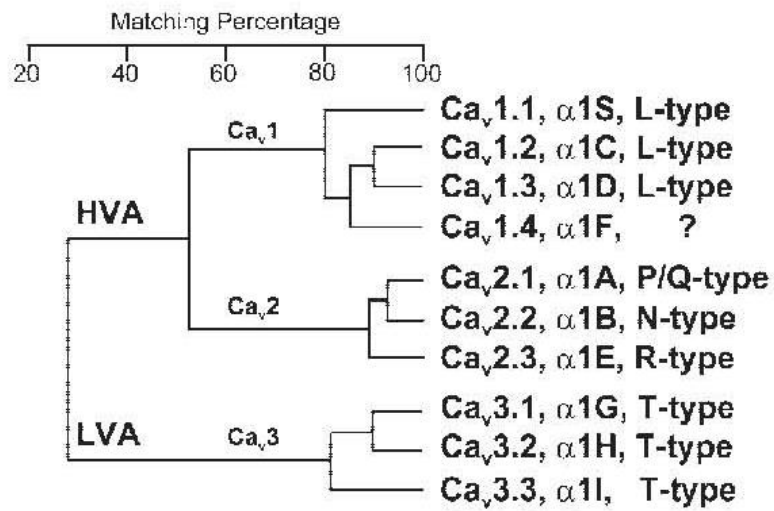 Matching Percentage
20 40 60 80 100
Cav1.1, α1S, L-type
Cav1
Cav1.2, α1C, L-type
Cav1.3, α1D, L-type
HVA
Cav1.4, α1F, ?
Cav2.1, α1A, P/Q-type
Cav2
Cav2.2, α1B, N-type
Cav2.3, α1E, R-type
Cav3.1, α1G, T-type
LVA
Cav3
Cav3.2, α1H, T-type
Cav3.3, α1I, T-type